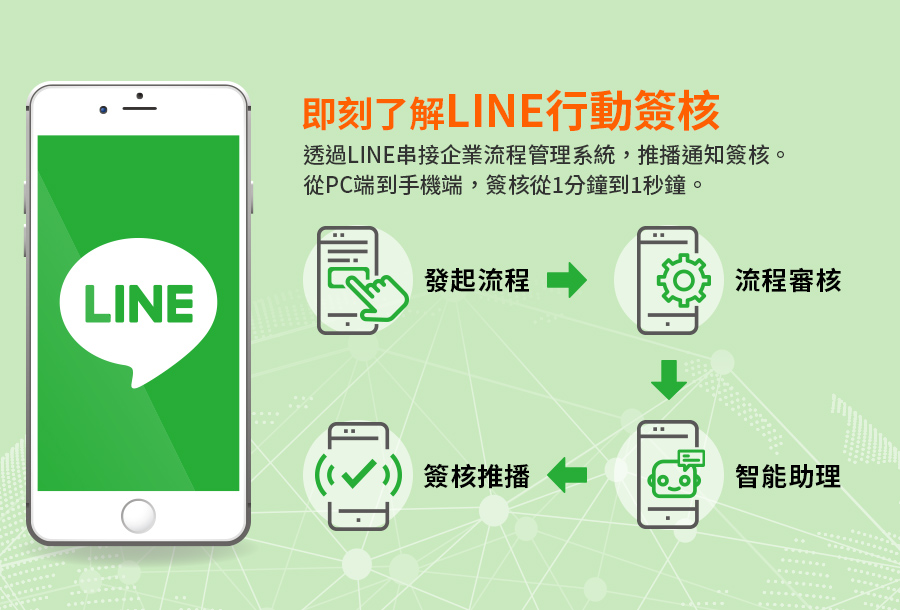 LINE
即刻了解LINE行動簽核
透過LINE串接企業流程管理系統，推播通知簽核。
從PC端到手機端，簽核從1分鐘到1秒鐘。
發起流程
流程審核
智能助理
簽核推播